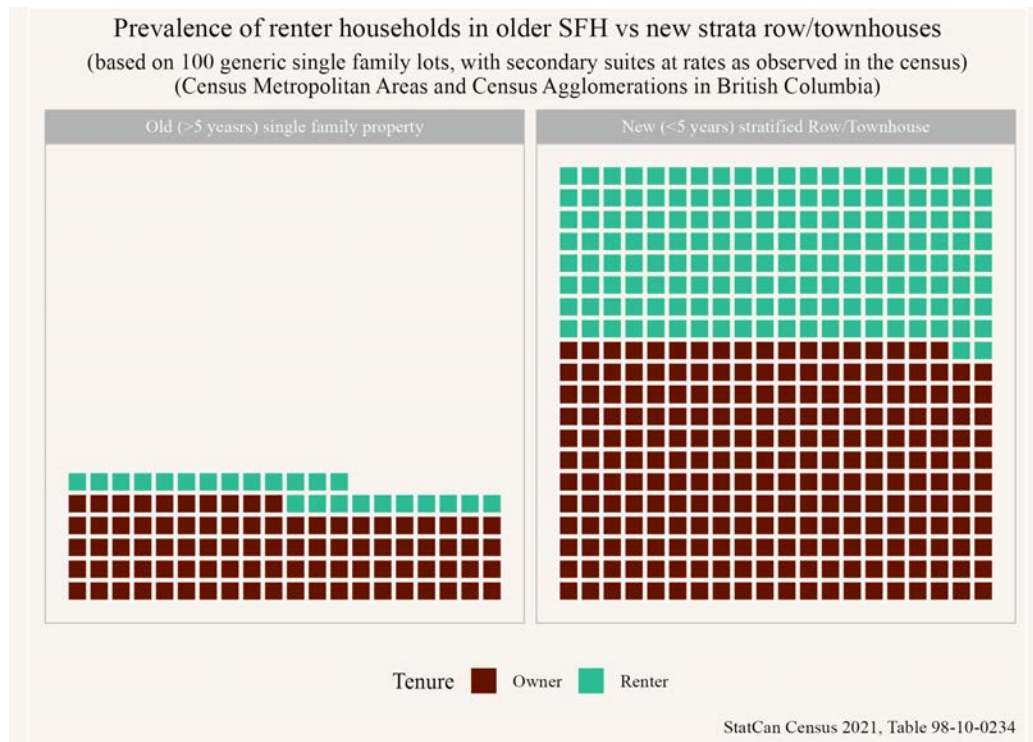 Prevalence of renter households in older SFH vs new strata row/townhouses
(based on 100 generic single family lots, with secondary suites at rates as observed in the census)
(Census Metropolitan Areas and Census Agglomerations in British Columbia)
Old (>5 yeasrs) single family property
New (<5 years) stratified Row/Townhouse
Tenure Owner Renter
StatCan Census 2021, Table 98-10-0234